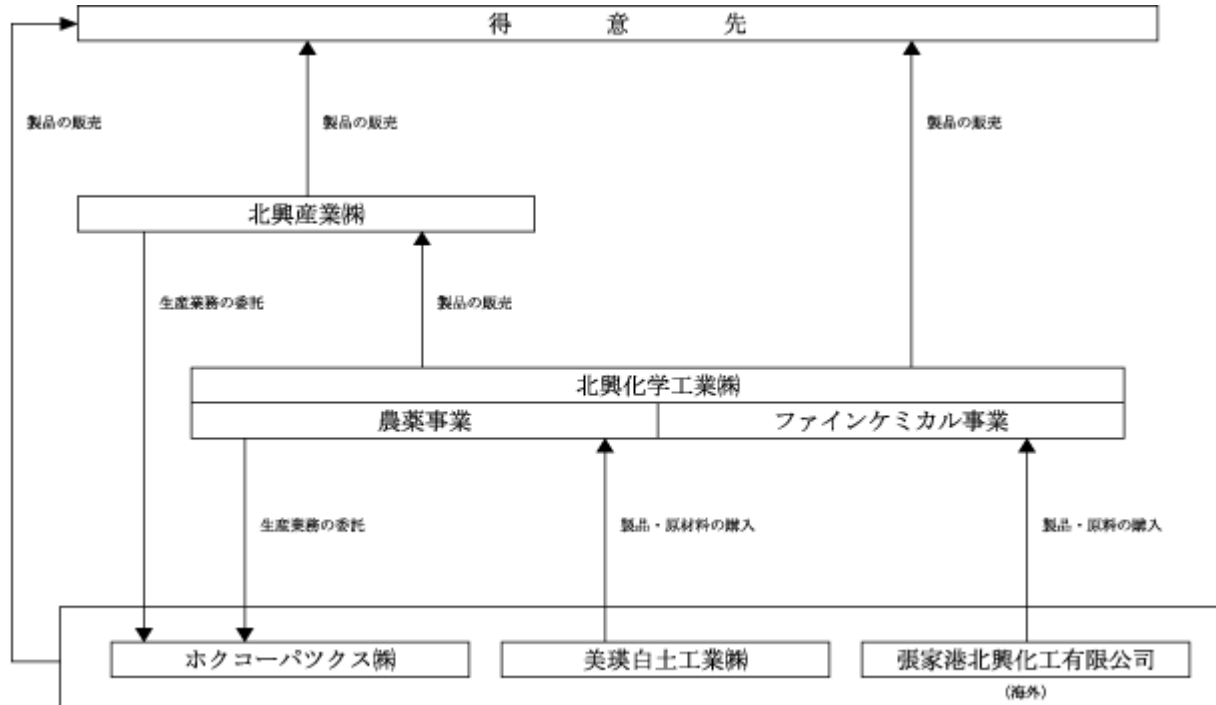 得意先
製品の販売
製品の販売
製品の販売
北興産業㈱
生産業務の委託
製品の販売
北興化学工業㈱
農薬事業
ファインケミカル事業
生産業務の委託
製品・原材料の購入
製品・原料の購入
ホクコーパツクス㈱
美瑛白土工業㈱
張家港北興化工有限公司
(海外)